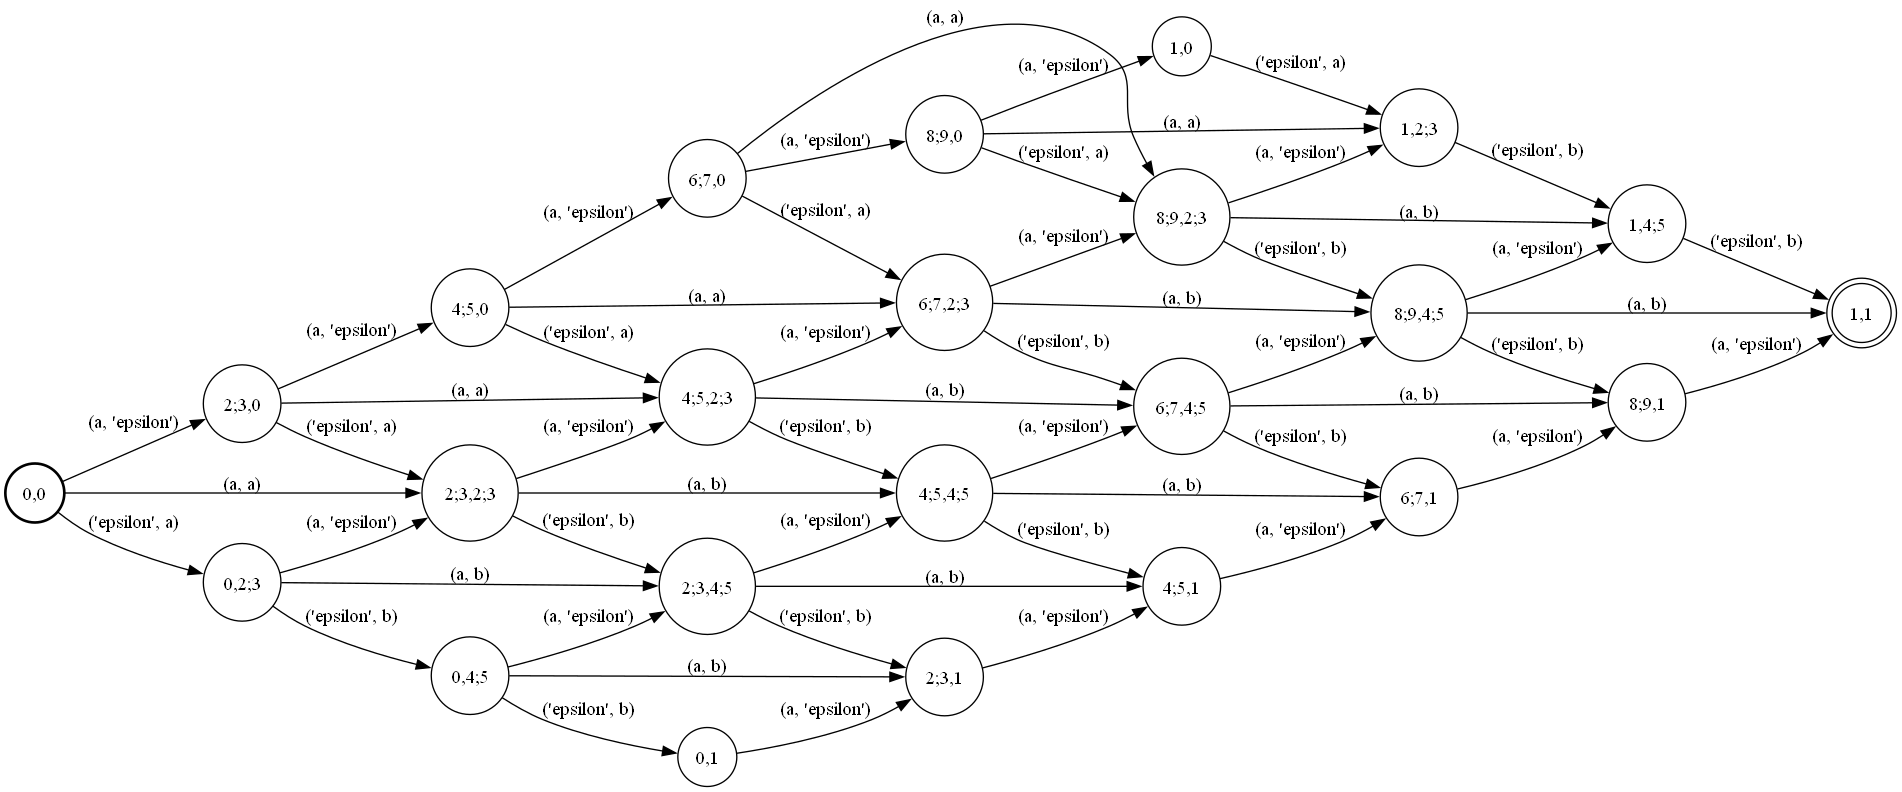 (a, a)
1,0
(a, 'epsilon')
('epsilon', a)
8;9,0
(a, a)
1,2;3
(a, 'epsilon')
('epsilon', a)
(a, 'epsilon')
('epsilon', b)
6;7,0
(a, 'epsilon')
('epsilon', a)
8;9,2;3
(a, b)
1,4;5
(a, 'epsilon')
('epsilon', b)
(a, 'epsilon')
('epsilon', b)
4;5,0
(a, a)
6;7,2;3
(a, b)
8;9,4;5
(a, b)
1,1
(a, 'epsilon')
('epsilon', a)
(a, 'epsilon')
('epsilon', b)
(a, 'epsilon')
('epsilon', b)
(a, 'epsilon')
2;3,0
(a, a)
4;5,2;3
(a, b)
6;7,4;5
(a, b)
8;9,1
(a, 'epsilon')
('epsilon', a)
(a, 'epsilon')
('epsilon', b)
(a, 'epsilon')
('epsilon', b)
(a, 'epsilon')
0,0
(a, a)
2;3,2;3
(a, b)
4;5,4;5
(a, b)
6;7,1
('epsilon', a)
(a, 'epsilon')
('epsilon', b)
(a, 'epsilon')
('epsilon', b)
(a, 'epsilon')
0,2;3
(a, b)
2;3,4;5
(a, b)
4;5,1
('epsilon', b)
(a, 'epsilon')
('epsilon', b)
(a, 'epsilon')
0,4;5
(a, b)
2;3,1
('epsilon', b)
(a, 'epsilon')
0,1